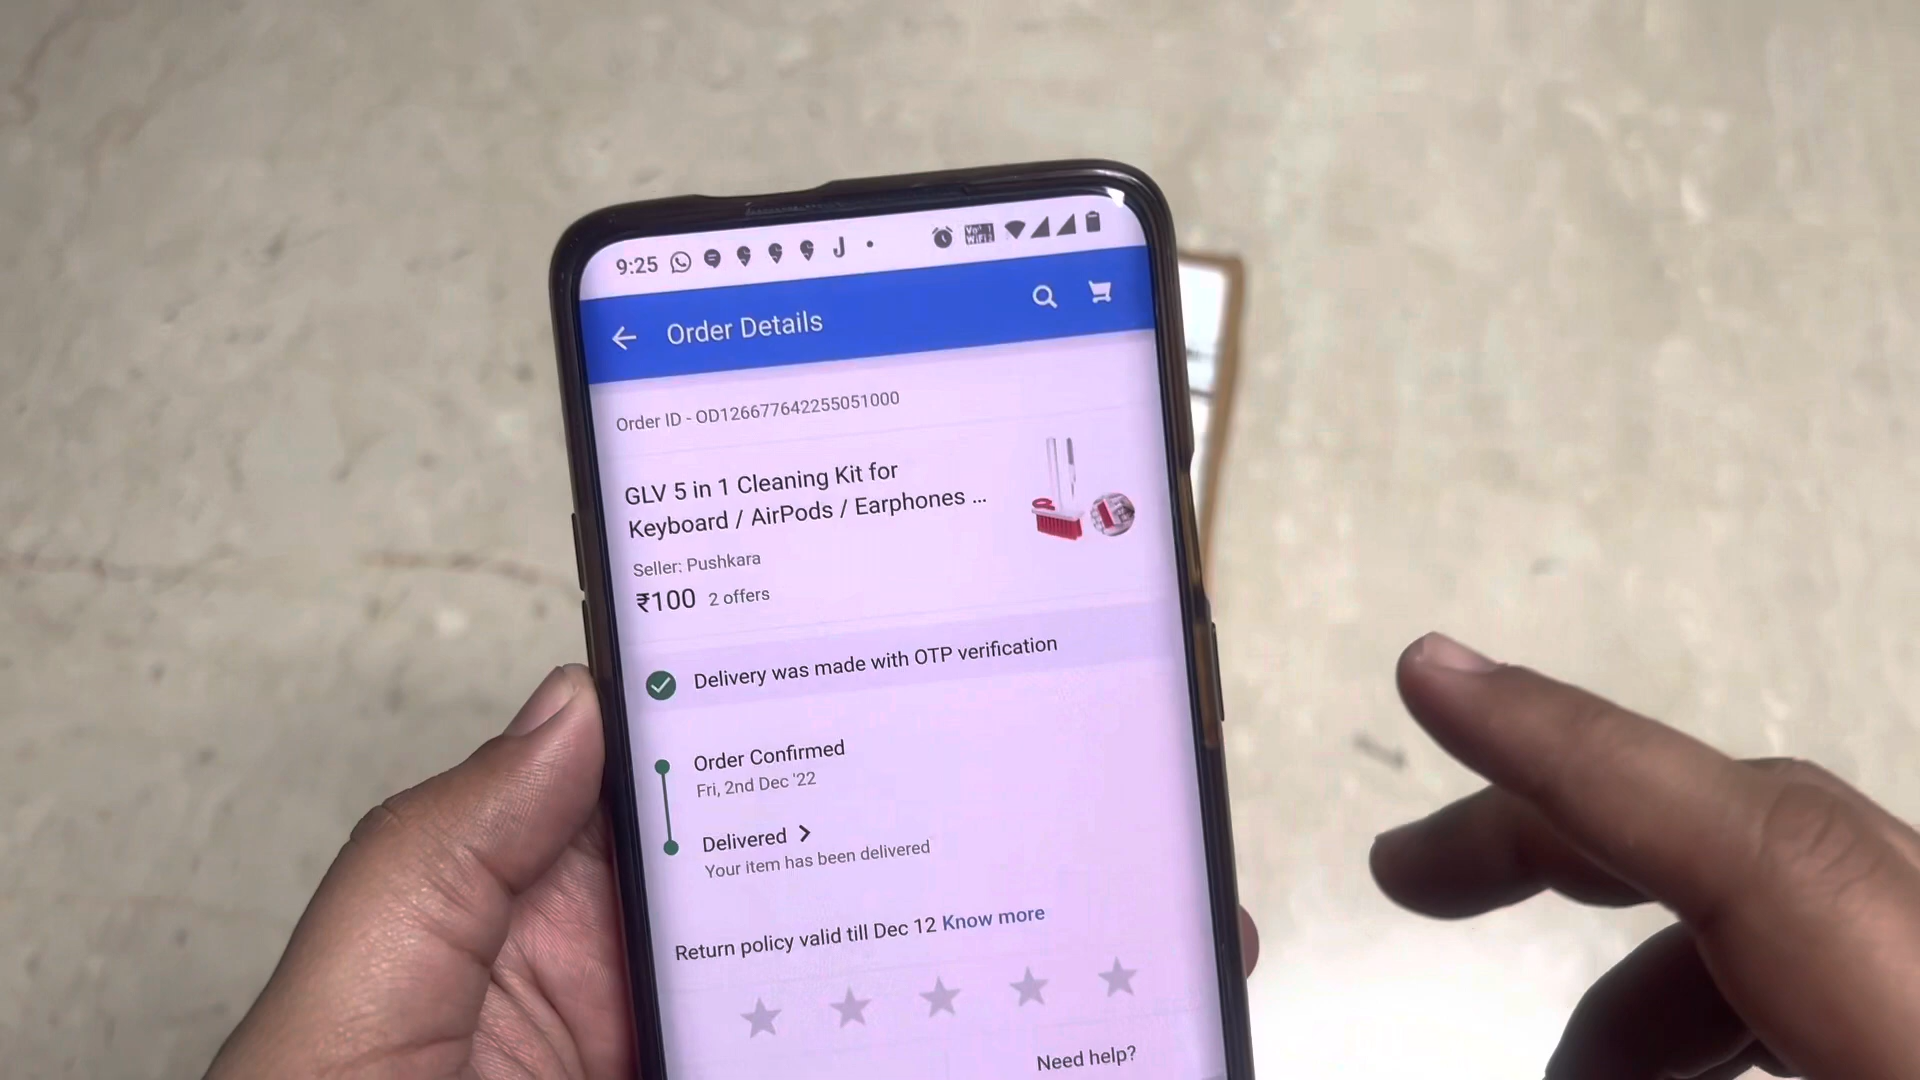 9:25
Order Details
Order ID - OD126677642255051000
GLV 5 in 1 Cleaning Kit for
Keyboard / AirPods / Earphones ...
Seller: Pushkara
₹100 2 offers
Delivery was made with OTP verification
Order Confirmed
Fri, 2nd Dec '22
Delivered
Your item has been delivered
Return policy valid till Dec 12 Know more
Need help?